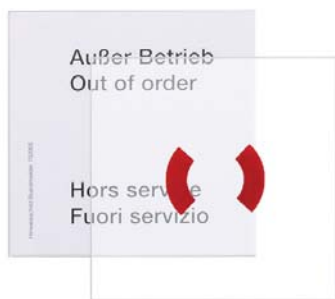 Außer Betrieb
Out of order
Hors service
Fuori servizio